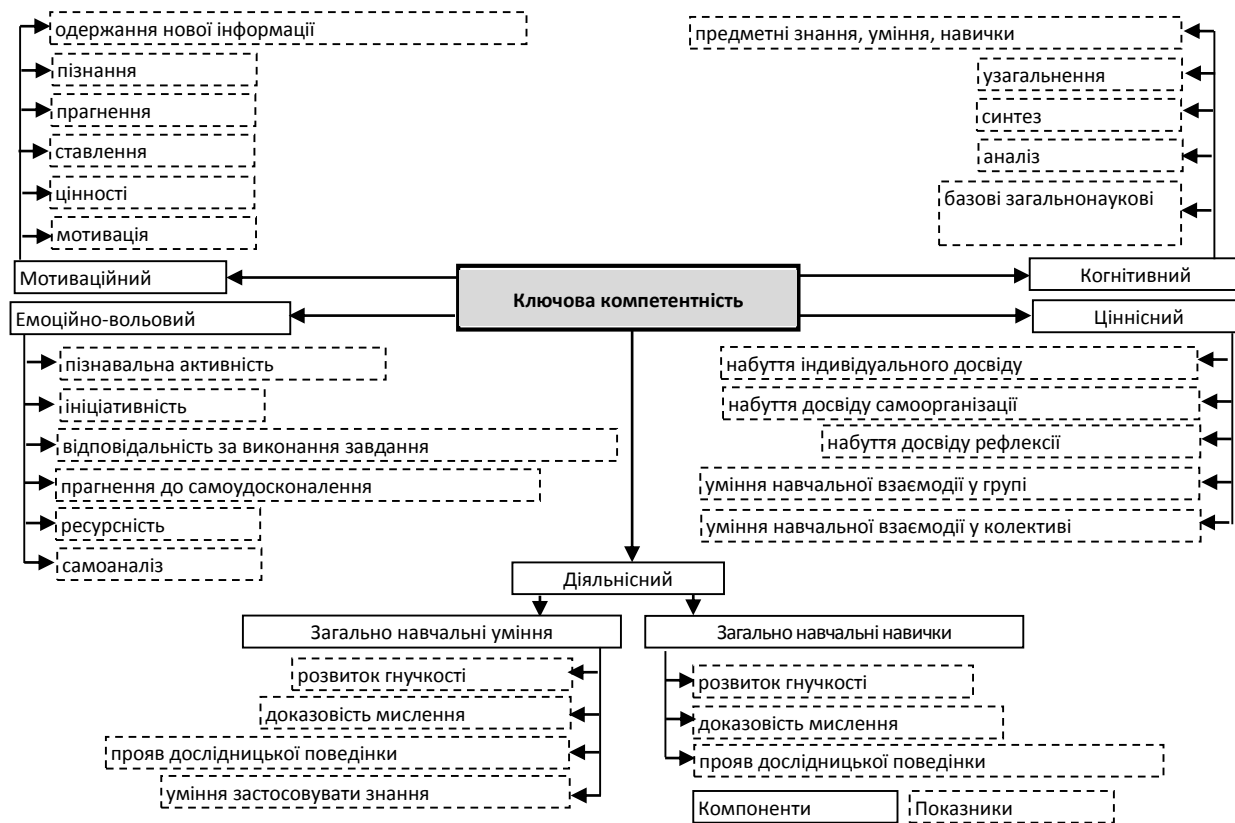 одержання нової інформації
пізнання
прагнення
ставлення
цінності
мотивація
Мотиваційний
предметні знання, уміння, навички
узагальнення
синтез
аналіз
базові загальнонаукові
Когнітивний
Ключова компетентність
Емоційно-вольовий
пізнавальна активність
ініціативність
відповідальність за виконання завдання
прагнення до самоудосконалення
ресурсність
самоаналіз
Ціннісний
набуття індивідуального досвіду
набуття досвіду самоорганізації
набуття досвіду рефлексії
уміння навчальної взаємодії у групі
уміння навчальної взаємодії у колективі
Діяльнісний
Загально навчальні уміння
розвиток гнучкості
доказовість мислення
прояв дослідницької поведінки
уміння застосовувати знання
Загально навчальні навички
розвиток гнучкості
доказовість мислення
прояв дослідницької поведінки
Компоненти
Показники